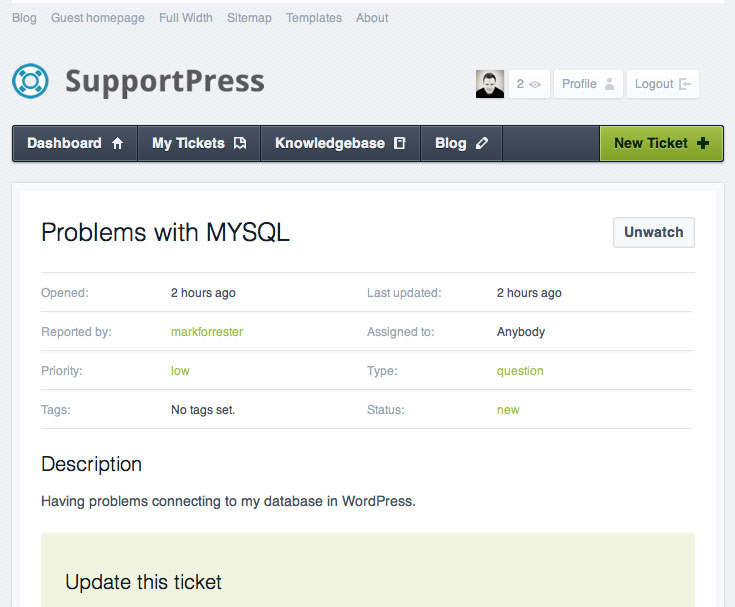 Blog Guest homepage Full Width Sitemap Templates About
SupportPress 2 Profile Logout
Dashboard My Tickets Knowledgebase Blog New Ticket
Problems with MYSQL Unwatch
Opened: 2 hours ago Last updated: 2 hours ago
Reported by: markforrester Assigned to: Anybody
Priority: low Type: question
Tags: No tags set. Status: new
Description
Having problems connecting to my database in WordPress.
Update this ticket